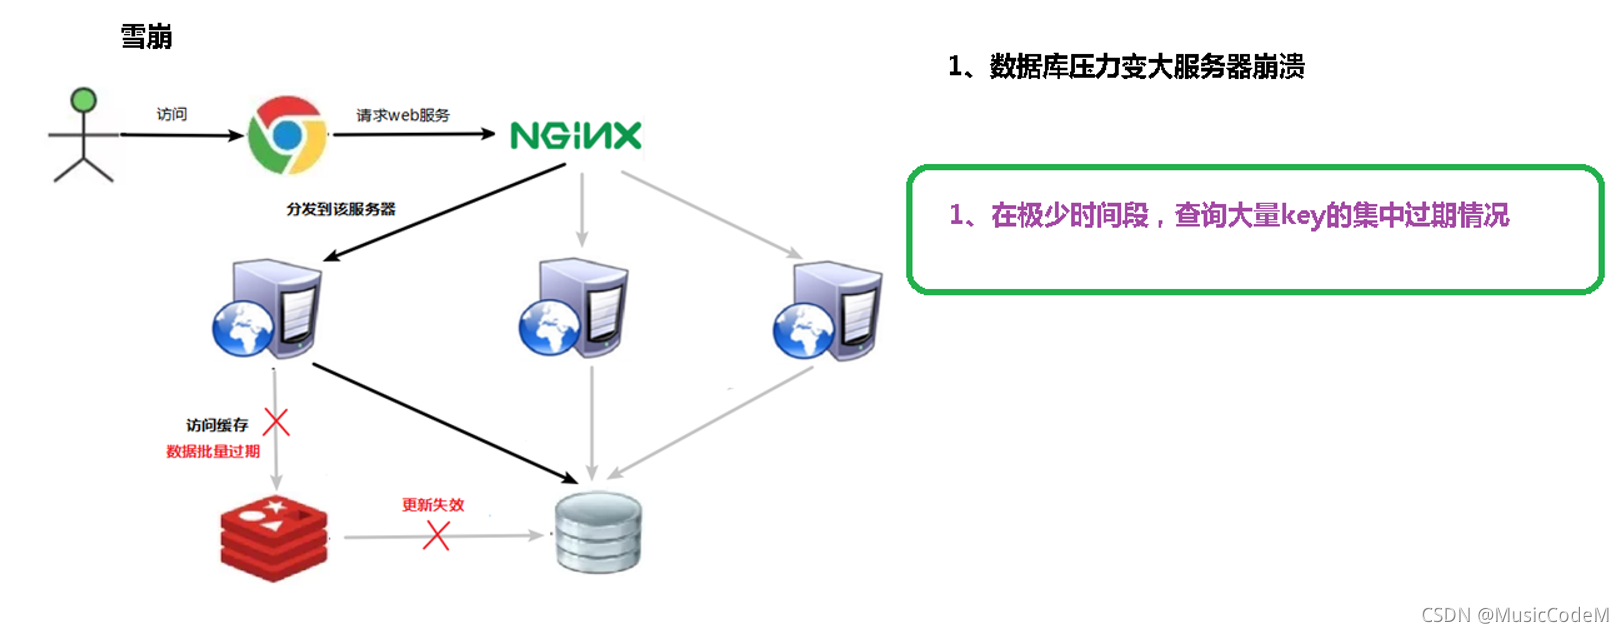 雪崩
1、数据库压力变大服务器崩溃
访问
请求web服务
NGINX
分发到该服务器
1、在极少时间段，查询大量key的集中过期情况
访问缓存
数据批量过期
更新失效
CSDN @MusicCodeM